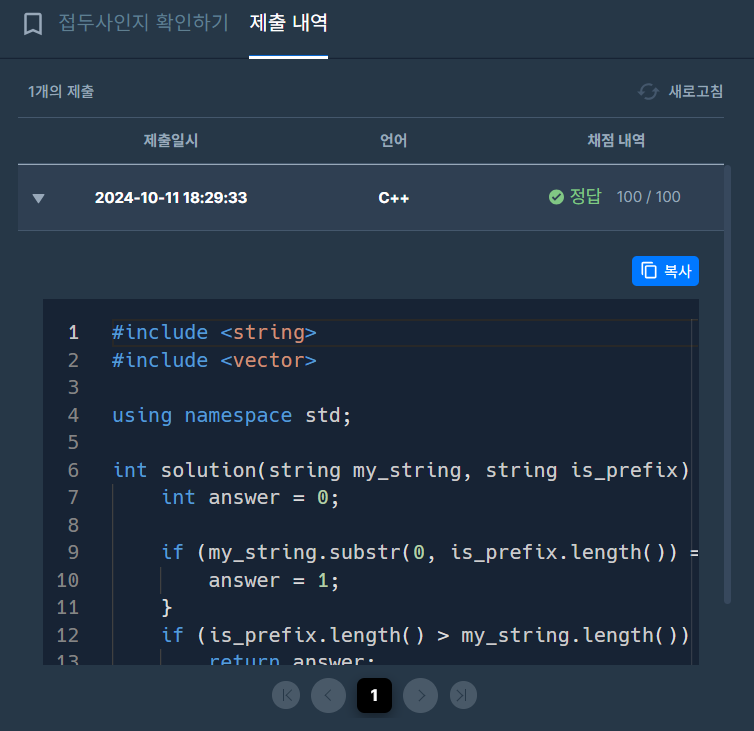 접두사인지 확인하기 제출 내역
1개의 제출 새로고침
제출일시 언어 채점 내역
2024-10-11 18:29:33 C++ 정답 100 / 100
복사
1 #include <string>
2 #include <vector>
3
4 using namespace std;
5
6 int solution(string my_string, string is_prefix)
7 int answer = 0;
8
9 if (my_string.substr(0, is_prefix.length()) =
10 answer = 1;
11 }
12 if (is_prefix.length() > my_string.length())
13 return answer;
1